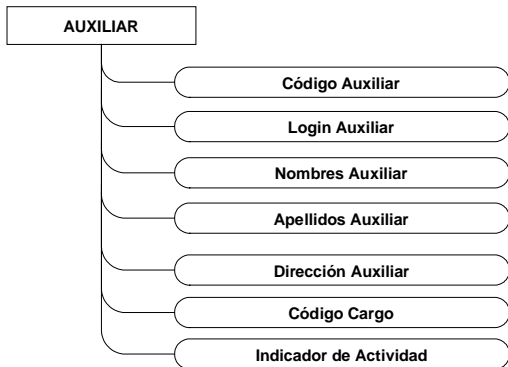 AUXILIAR
Código Auxiliar
Login Auxiliar
Nombres Auxiliar
Apellidos Auxiliar
Dirección Auxiliar
Código Cargo
Indicador de Actividad